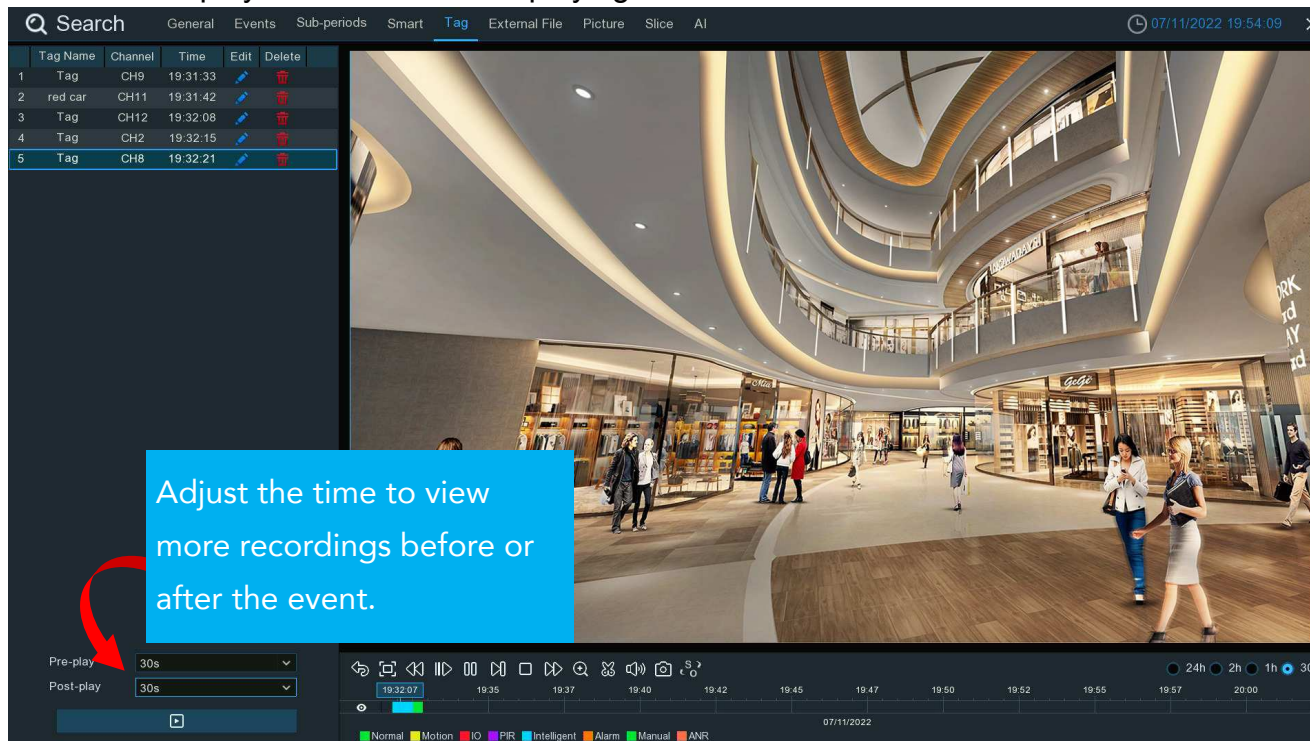 Search General Events Sub-periods Smart Tag External File Picture Slice AI 07/11/2022 19:54:09
Tag Name Channel Time Edit Delete
1 Tag CH9 19:31:33
2 red car CH11 19:31:42
3 Tag CH12 19:32:08
4 Tag CH2 19:32:15
5 Tag CH8 19:32:21
GeGe
Adjust the time to view
more recordings before or
after the event.
Pre-play 30s
Post-play 30s
24h 2h 1h 30
19:32:07 19:35 19:37 19:40 19:42 19:45 19:47 19:50 19:52 19:55 19:57 20:00
07/11/2022
Normal Motion IO PIR Intelligent Alarm Manual ANR